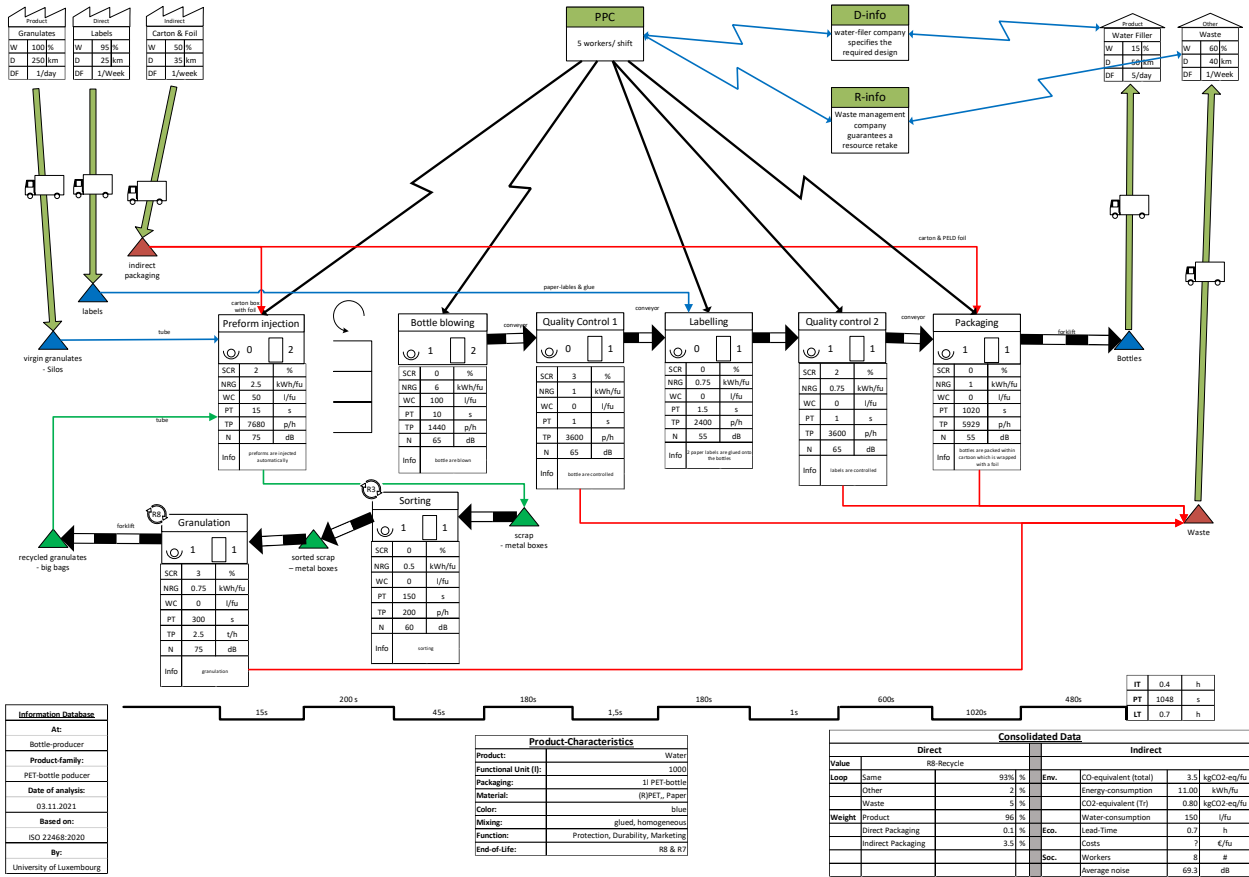 Product
Granulates
W 100 %
D 250 km
DF 1/day
Direct
Labels
W 95 %
D 25 km
DF 1/Week
Indirect
Carton & Foil
W 50 %
D 35 km
DF 1/week
PPC
5 workers/ shift
D-info
water-filer company
specifies the
required design
R-info
Waste management
company
guarantees a
resource retake
Product
Water Filler
W 15 %
D 50 km
DF 5/day
Other
Waste
W 60 %
D 40 km
DF 1/Week
indirect
packaging
carton & PELD foil
labels
carton box
with foil
paper-lables & glue
virgin granulates
- Silos
tube
tube
Preform injection
0 2
SCR 2 %
NRG 2.5 kWh/fu
WC 50 l/fu
PT 15 s
TP 7680 p/h
N 75 dB
Info preforms are injected
automatically
Bottle blowing
1 2
SCR 0 %
NRG 6 kWh/fu
WC 100 l/fu
PT 10 s
TP 1440 p/h
N 65 dB
Info bottle are blown
conveyor
Quality Control 1
0 1
SCR 3 %
NRG 1 kWh/fu
WC 0 l/fu
PT 1 s
TP 3600 p/h
N 65 dB
Info bottle are controlled
conveyor
Labelling
0 1
SCR 0 %
NRG 0.75 kWh/fu
WC 0 l/fu
PT 1.5 s
TP 2400 p/h
N 55 dB
Info 2 paper labels are glued onto
the bottles
conveyor
Quality control 2
1 1
SCR 2 %
NRG 0.75 kWh/fu
WC 0 l/fu
PT 1 s
TP 3600 p/h
N 65 dB
Info labels are controlled
conveyor
Packaging
0 1
SCR 0 %
NRG 1 kWh/fu
WC 0 l/fu
PT 1020 s
TP 5929 p/h
N 55 dB
Info bottles are packed within
cartoon which is wrapped
with a foil
forklift
Bottles
Waste
R3
Sorting
1 1
SCR 0 %
NRG 0.5 kWh/fu
WC 0 l/fu
PT 150 s
TP 200 p/h
N 60 dB
Info sorting
scrap
- metal boxes
sorted scrap
– metal boxes
R8
Granulation
1 1
SCR 3 %
NRG 0.75 kWh/fu
WC 0 l/fu
PT 300 s
TP 2.5 t/h
N 75 dB
Info granulation
forklift
recycled granulates
- big bags
15s 200 s 45s 180s 1,5s 180s 1s 600s 1020s 480s
IT 0.4 h
PT 1048 s
LT 0.7 h
Information Database
At:
Bottle-producer
Product-family:
PET-bottle poducer
Date of analysis:
03.11.2021
Based on:
ISO 22468:2020
By:
University of Luxembourg
Product-Characteristics
Product: Water
Functional Unit (l): 1000
Packaging: 1l PET-bottle
Material: (R)PET,, Paper
Color: blue
Mixing: glued, homogeneous
Function: Protection, Durability, Marketing
End-of-Life: R8 & R7
Consolidated Data
Direct Indirect
Value R8-Recycle
Loop Same 93% % Env. CO-equivalent (total) 3.5 kgCO2-eq/fu
Other 2 % Energy-consumption 11.00 kWh/fu
Waste 5 % CO2-equivalent (Tr) 0.80 kgCO2-eq/fu
Weight Product 96 % Water-consumption 150 l/fu
Direct Packaging 0.1 % Eco. Lead-Time 0.7 h
Indirect Packaging 3.5 % Costs ? €/fu
Soc. Workers 8 #
Average noise 69.3 dB